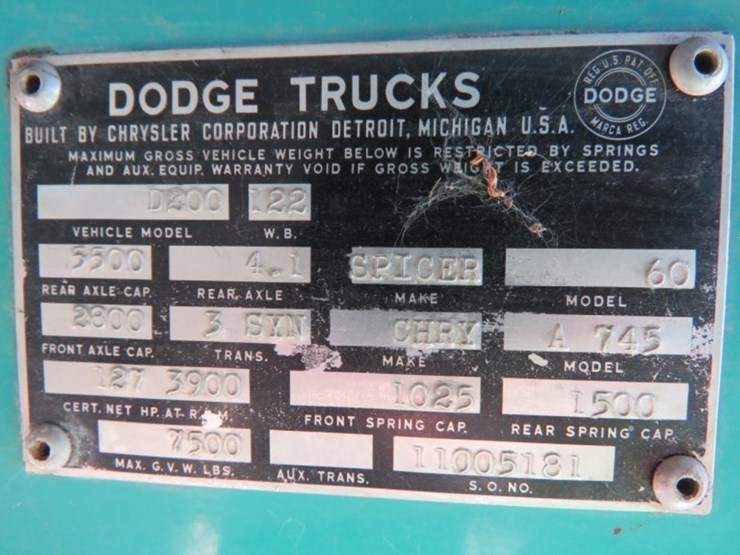 DODGE TRUCKS
REG. U.S. PAT. OFF.
DODGE
MARCA REG.
BUILT BY CHRYSLER CORPORATION DETROIT, MICHIGAN U.S.A.
MAXIMUM GROSS VEHICLE WEIGHT BELOW IS RESTRICTED BY SPRINGS
AND AUX. EQUIP. WARRANTY VOID IF GROSS WEIGHT IS EXCEEDED.
D200 122
VEHICLE MODEL W.B.
5500 4.1 SPICER 60
REAR AXLE CAP. REAR AXLE MAKE MODEL
2800 3 SYN CHRY A 745
FRONT AXLE CAP. TRANS. MAKE MODEL
127 3900 1025 1500
CERT. NET HP. AT R.P.M FRONT SPRING CAP. REAR SPRING CAP.
7500 11005181
MAX. G.V.W. LBS. AUX. TRANS. S.O. NO.